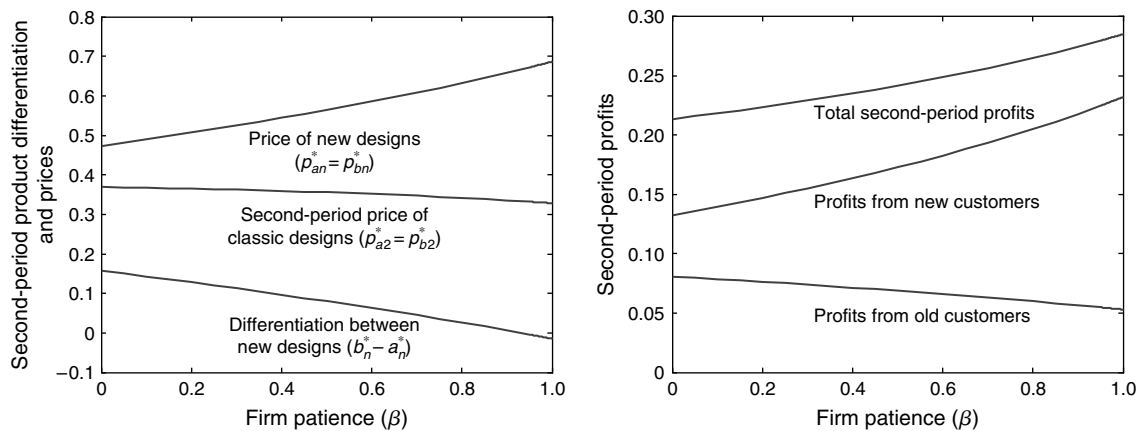 Second-period product differentiation
and prices
0.8
0.7
0.6
0.5
0.4
0.3
0.2
0.1
0
−0.1
Price of new designs
(p*an = p*bn)
Second-period price of
classic designs (p*a2 = p*b2)
Differentiation between
new designs (b*n − a*n)
0
0.2
0.4
0.6
0.8
1.0
Firm patience (β)
Second-period profits
0.30
0.25
0.20
0.15
0.10
0.05
0
Total second-period profits
Profits from new customers
Profits from old customers
0
0.2
0.4
0.6
0.8
1.0
Firm patience (β)